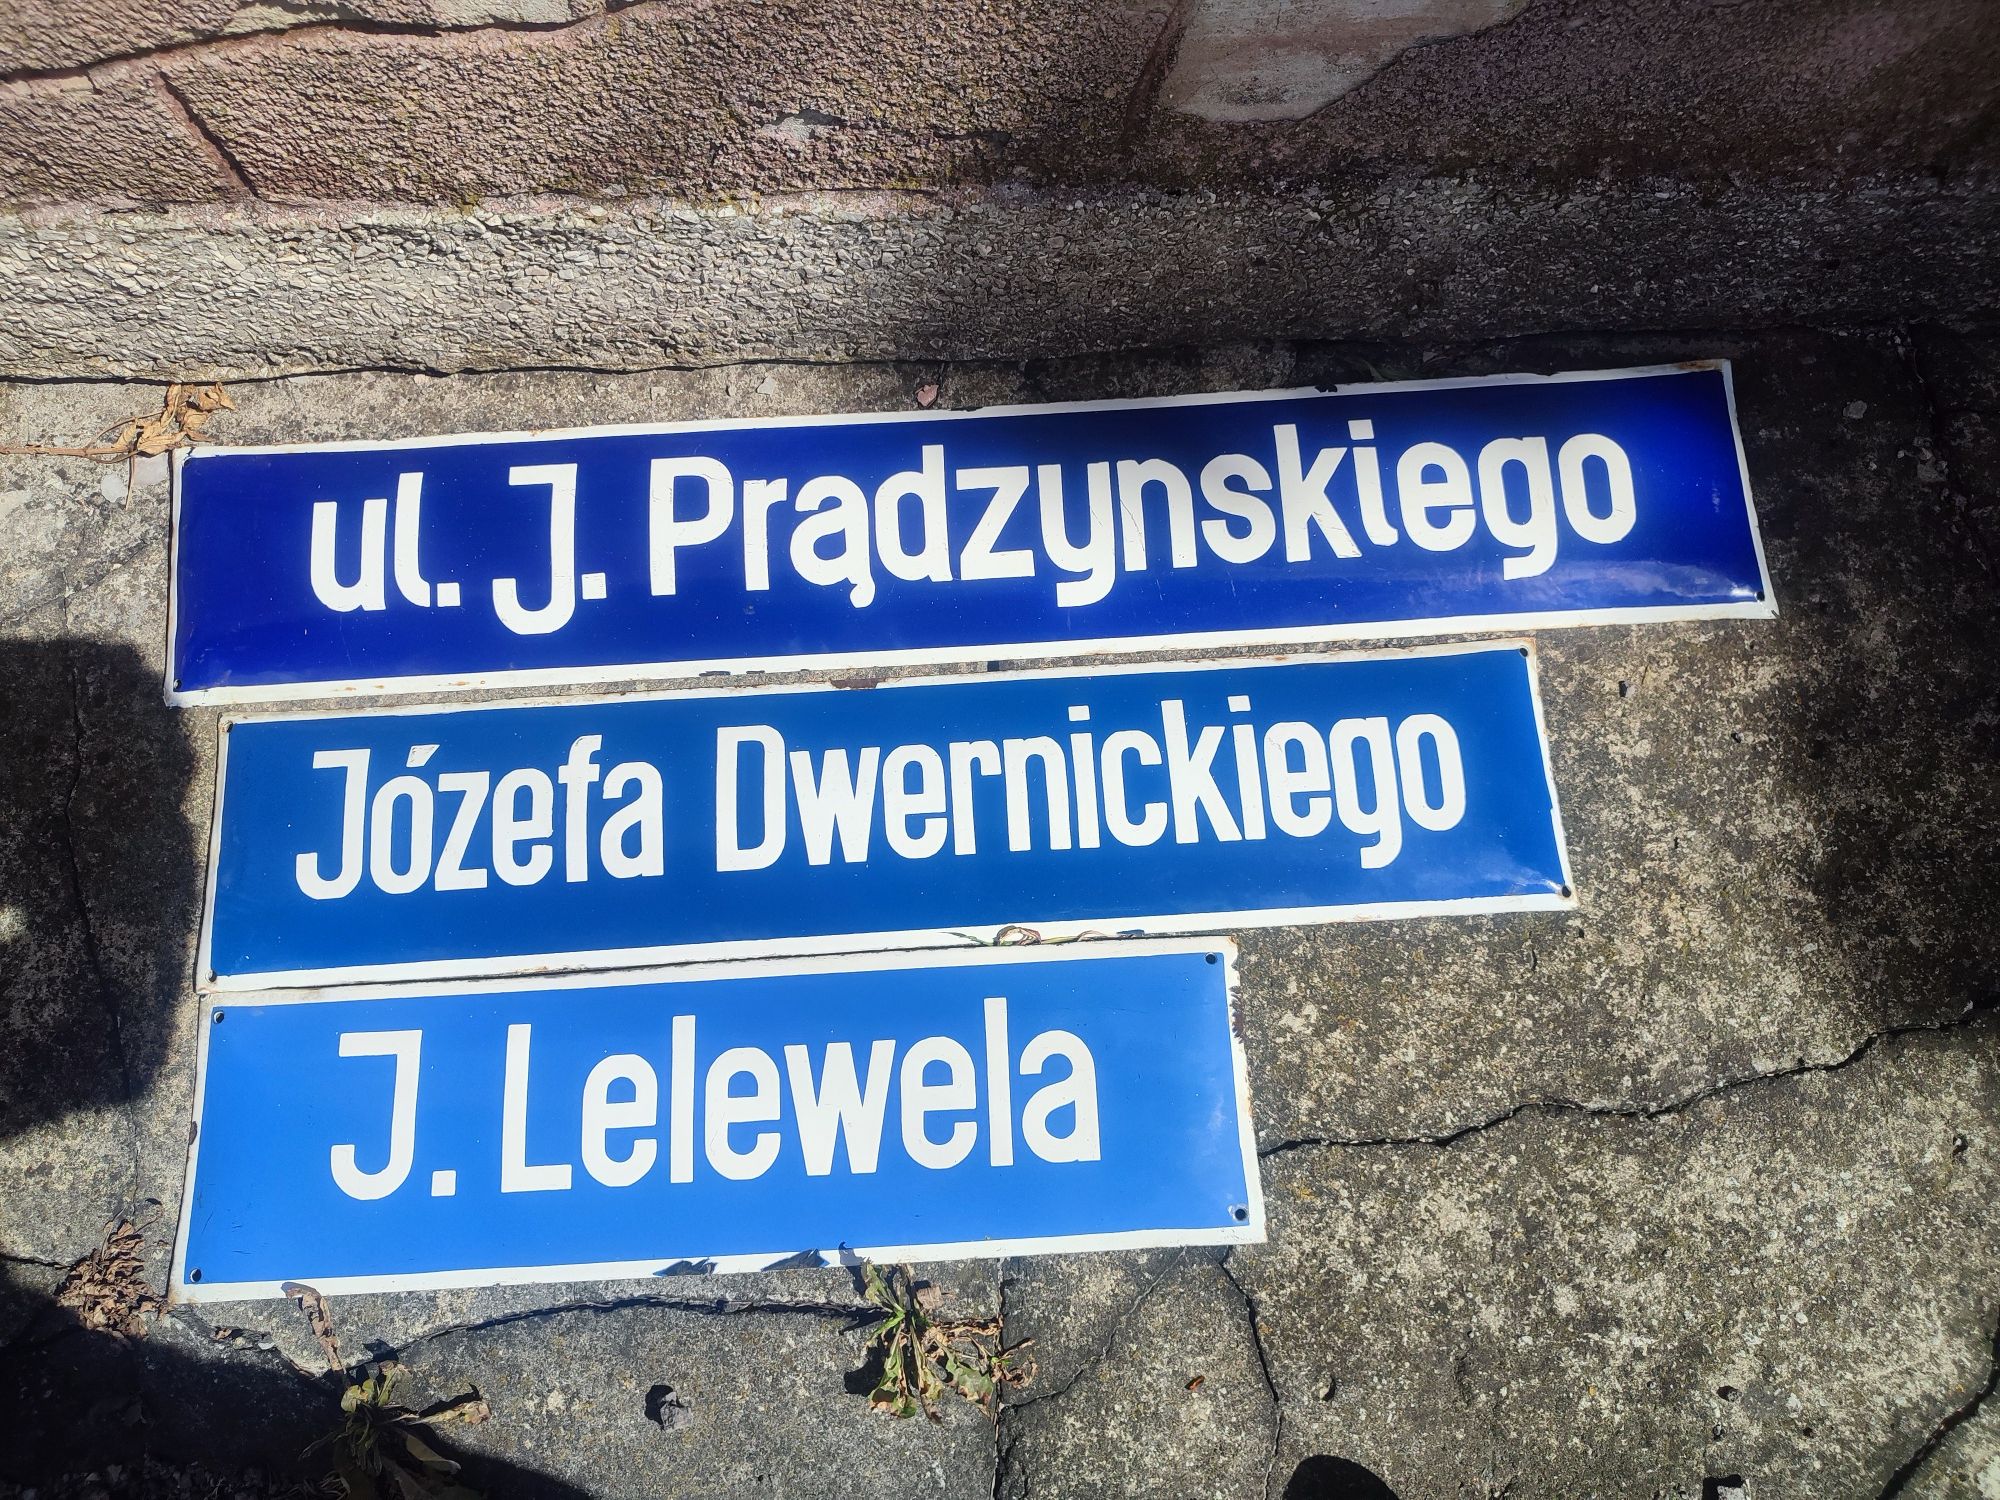 ul. J. Prądzynskiego
Józefa Dwernickiego
J. Lelewela